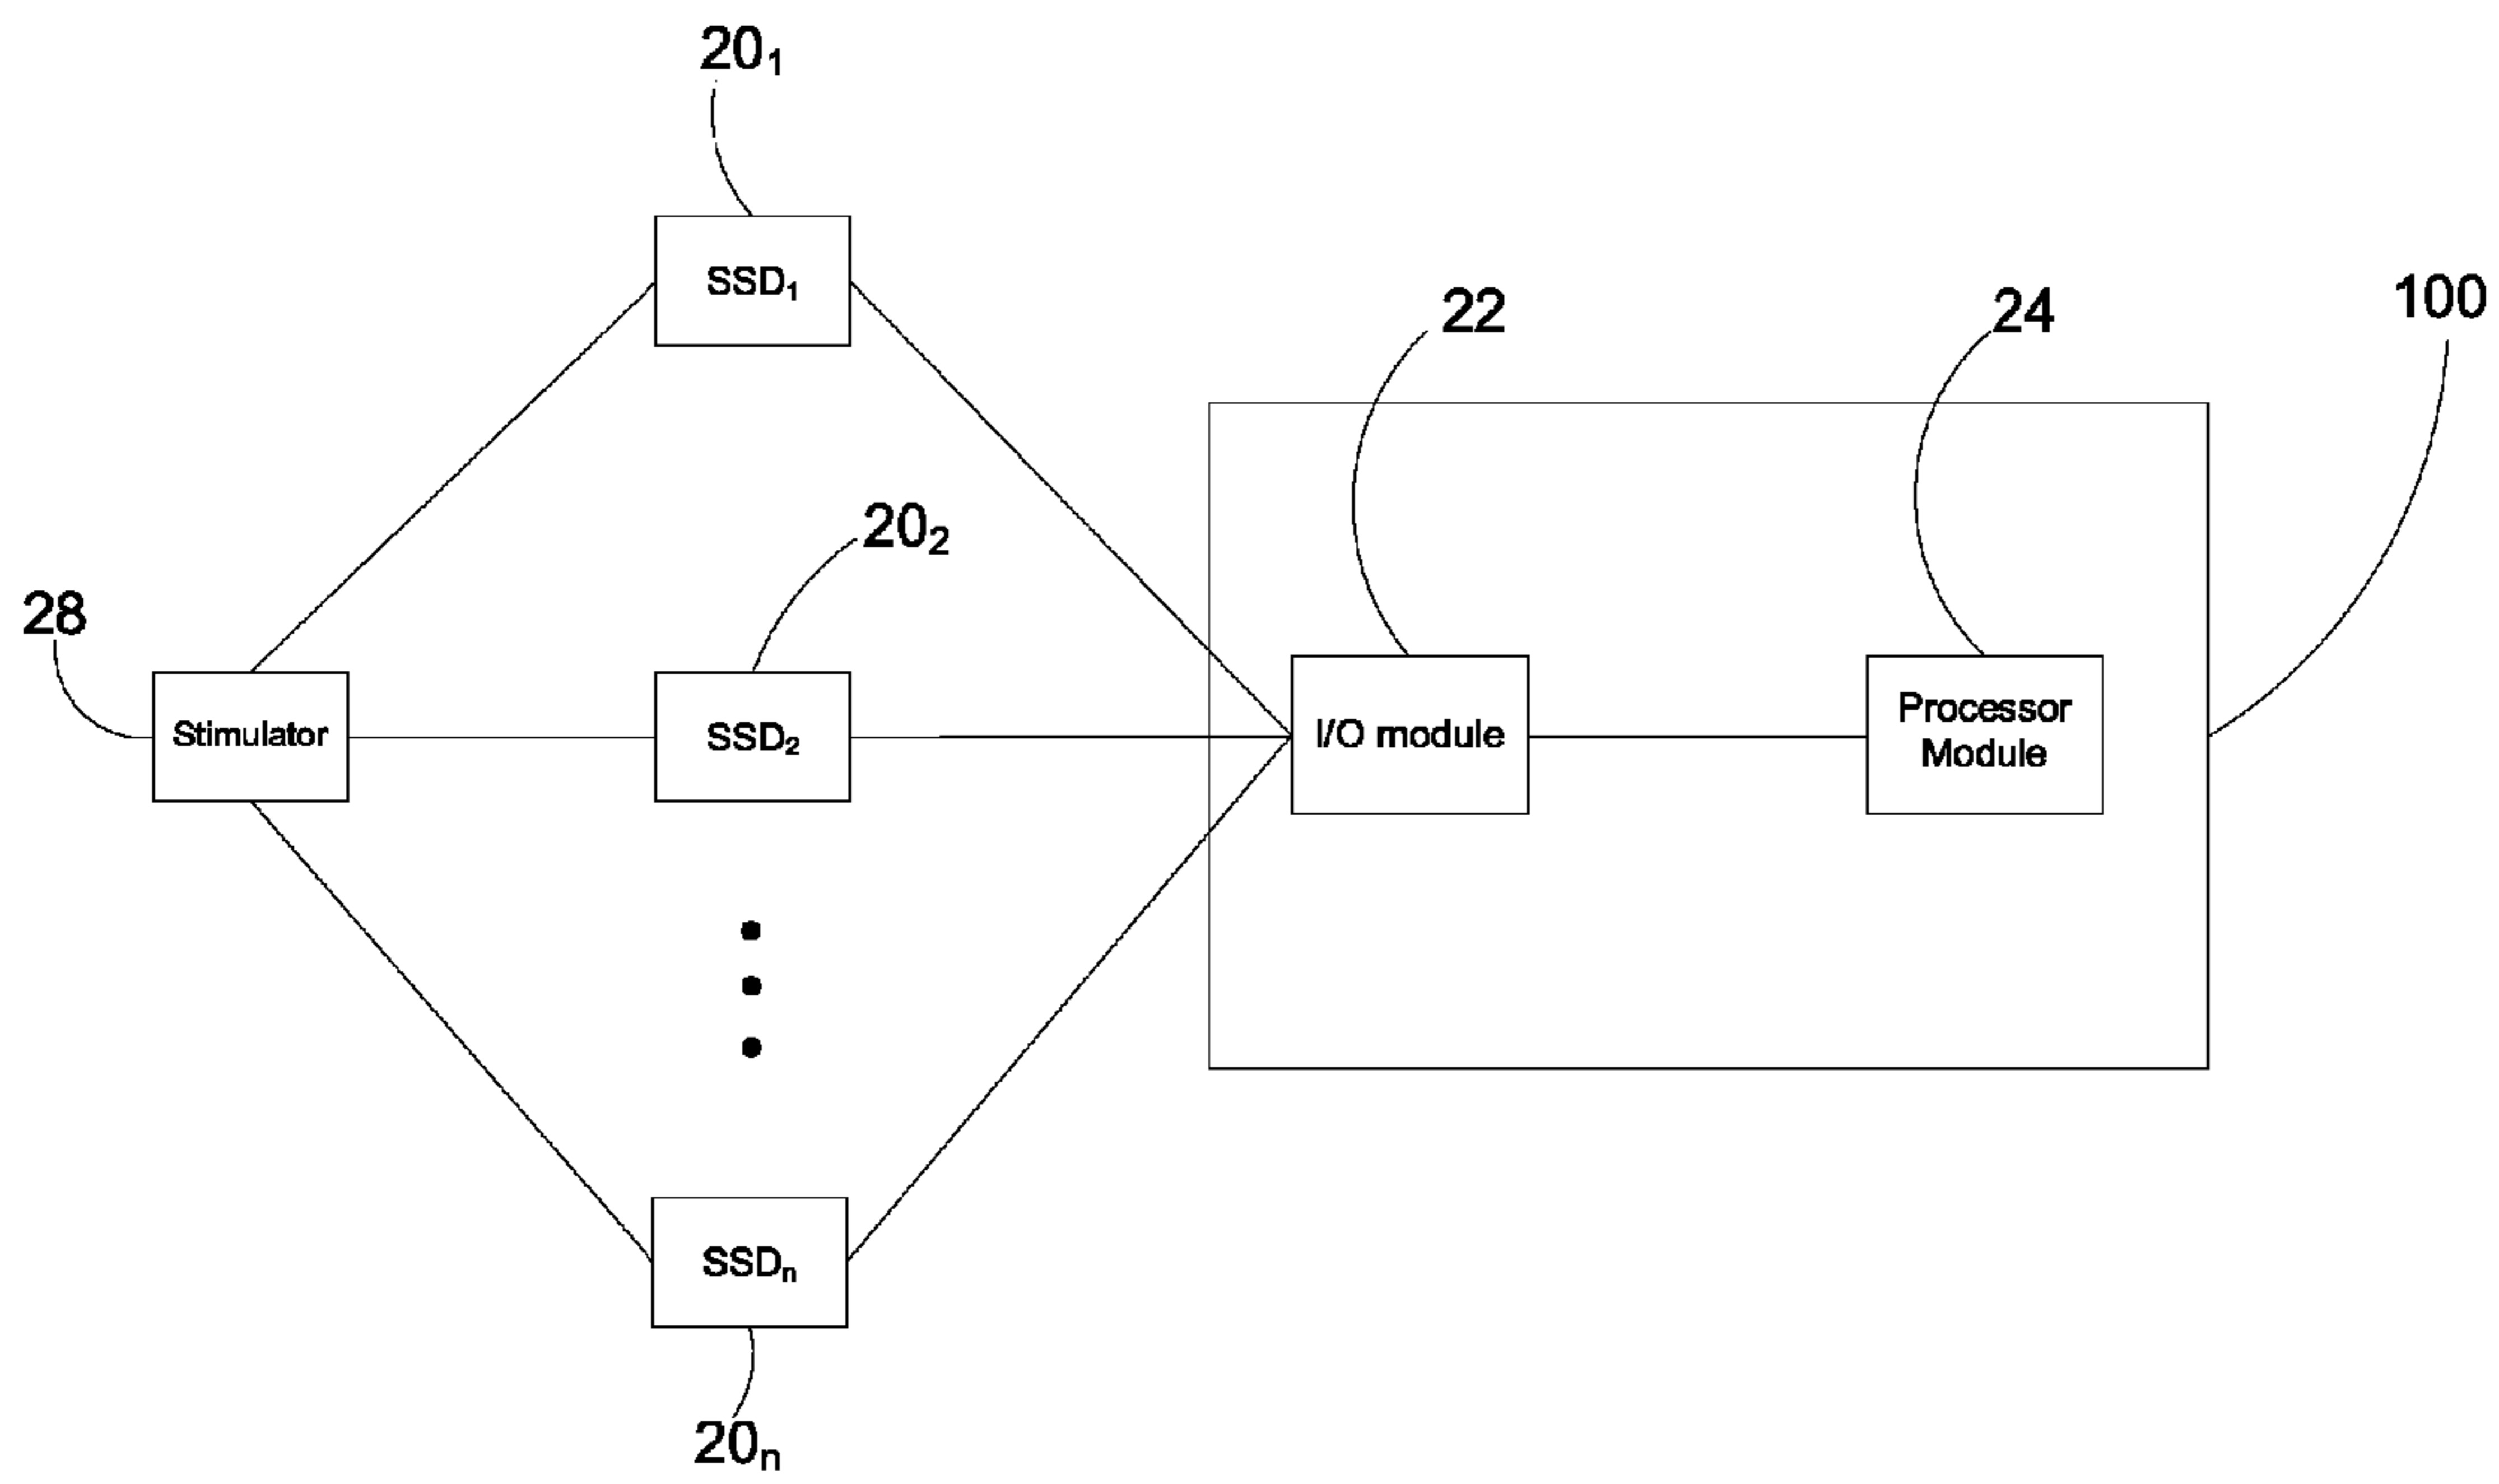 20₁
SSD₁
100
22
24
20₂
28
Stimulator
SSD₂
I/O module
Processor
Module
SSDₙ
20ₙ